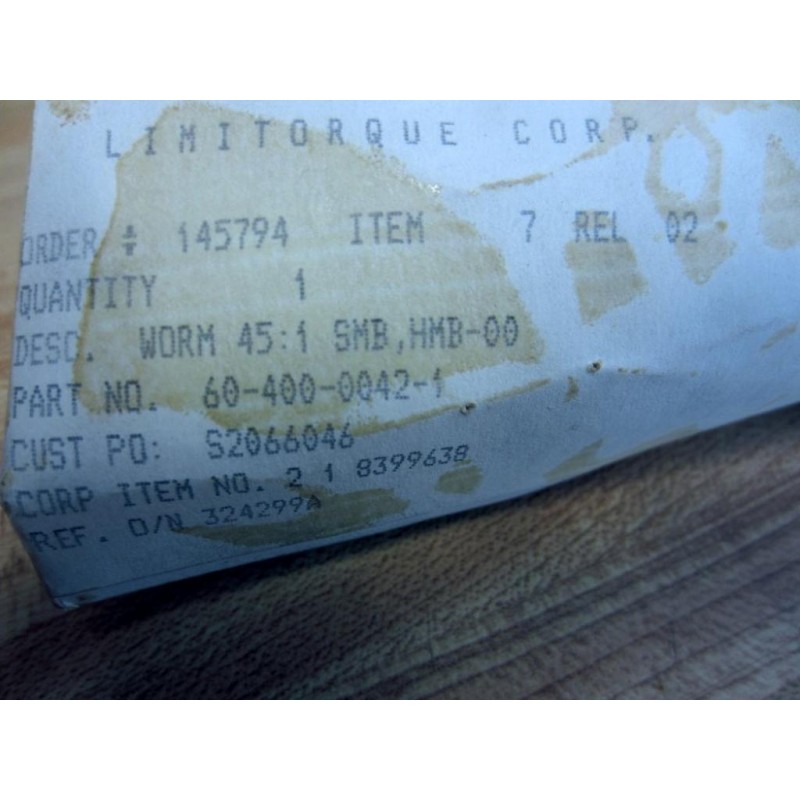 LIMITORQUE CORP.
ORDER # 145794 ITEM 7 REL 02
QUANTITY 1
DESC. WORM 45:1 SMB,HMB-00
PART NO. 60-400-0042-1
CUST PO: S2066046
CORP ITEM NO. 2 1 8399638
REF. O/N 324299A